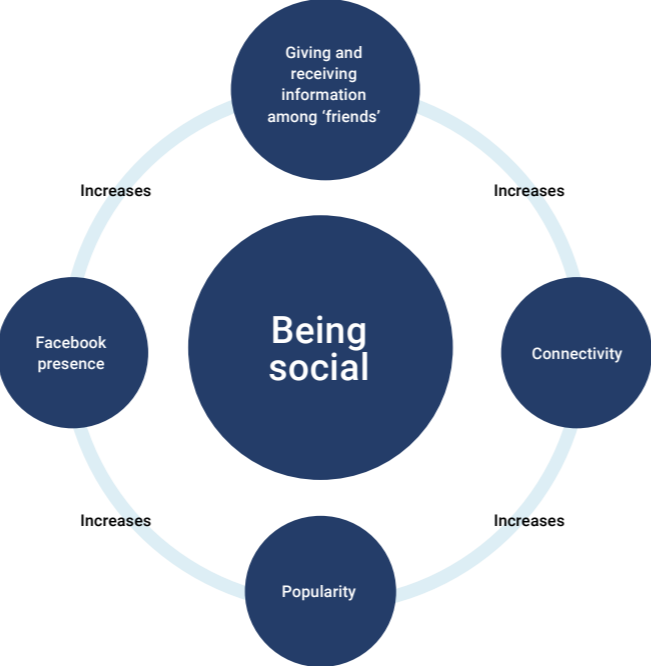 Giving and
receiving
information
among ‘friends’
Increases
Increases
Being
social
Facebook
presence
Connectivity
Increases
Increases
Popularity